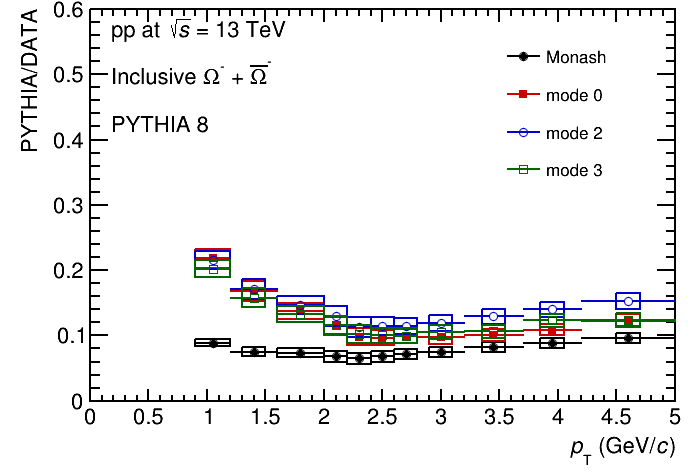 PYTHIA/DATA
0.6
0.5
0.4
0.3
0.2
0.1
0
pp at √s = 13 TeV
Inclusive Ω⁻ + Ω̅⁻
PYTHIA 8
Monash
mode 0
mode 2
mode 3
0 0.5 1 1.5 2 2.5 3 3.5 4 4.5 5
p_T (GeV/c)